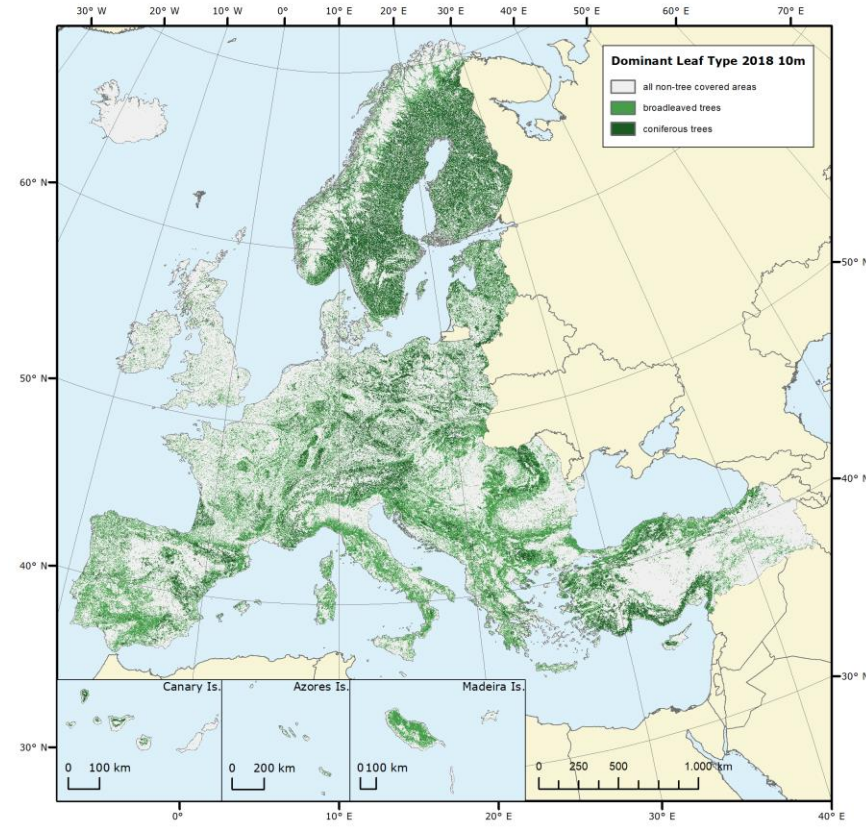 30° W 20° W 10° W 0° 10° E 20° E 30° E 40° E 50° E 60° E 70° E
Dominant Leaf Type 2018 10m
all non-tree covered areas
broadleaved trees
coniferous trees
60° N
50° N
50° N
40° N
40° N
30° N
30° N
Canary Is.
0 100 km
Azores Is.
0 200 km
Madeira Is.
0100 km
0 250 500 1.000 km
0° 10° E 20° E 30° E 40° E